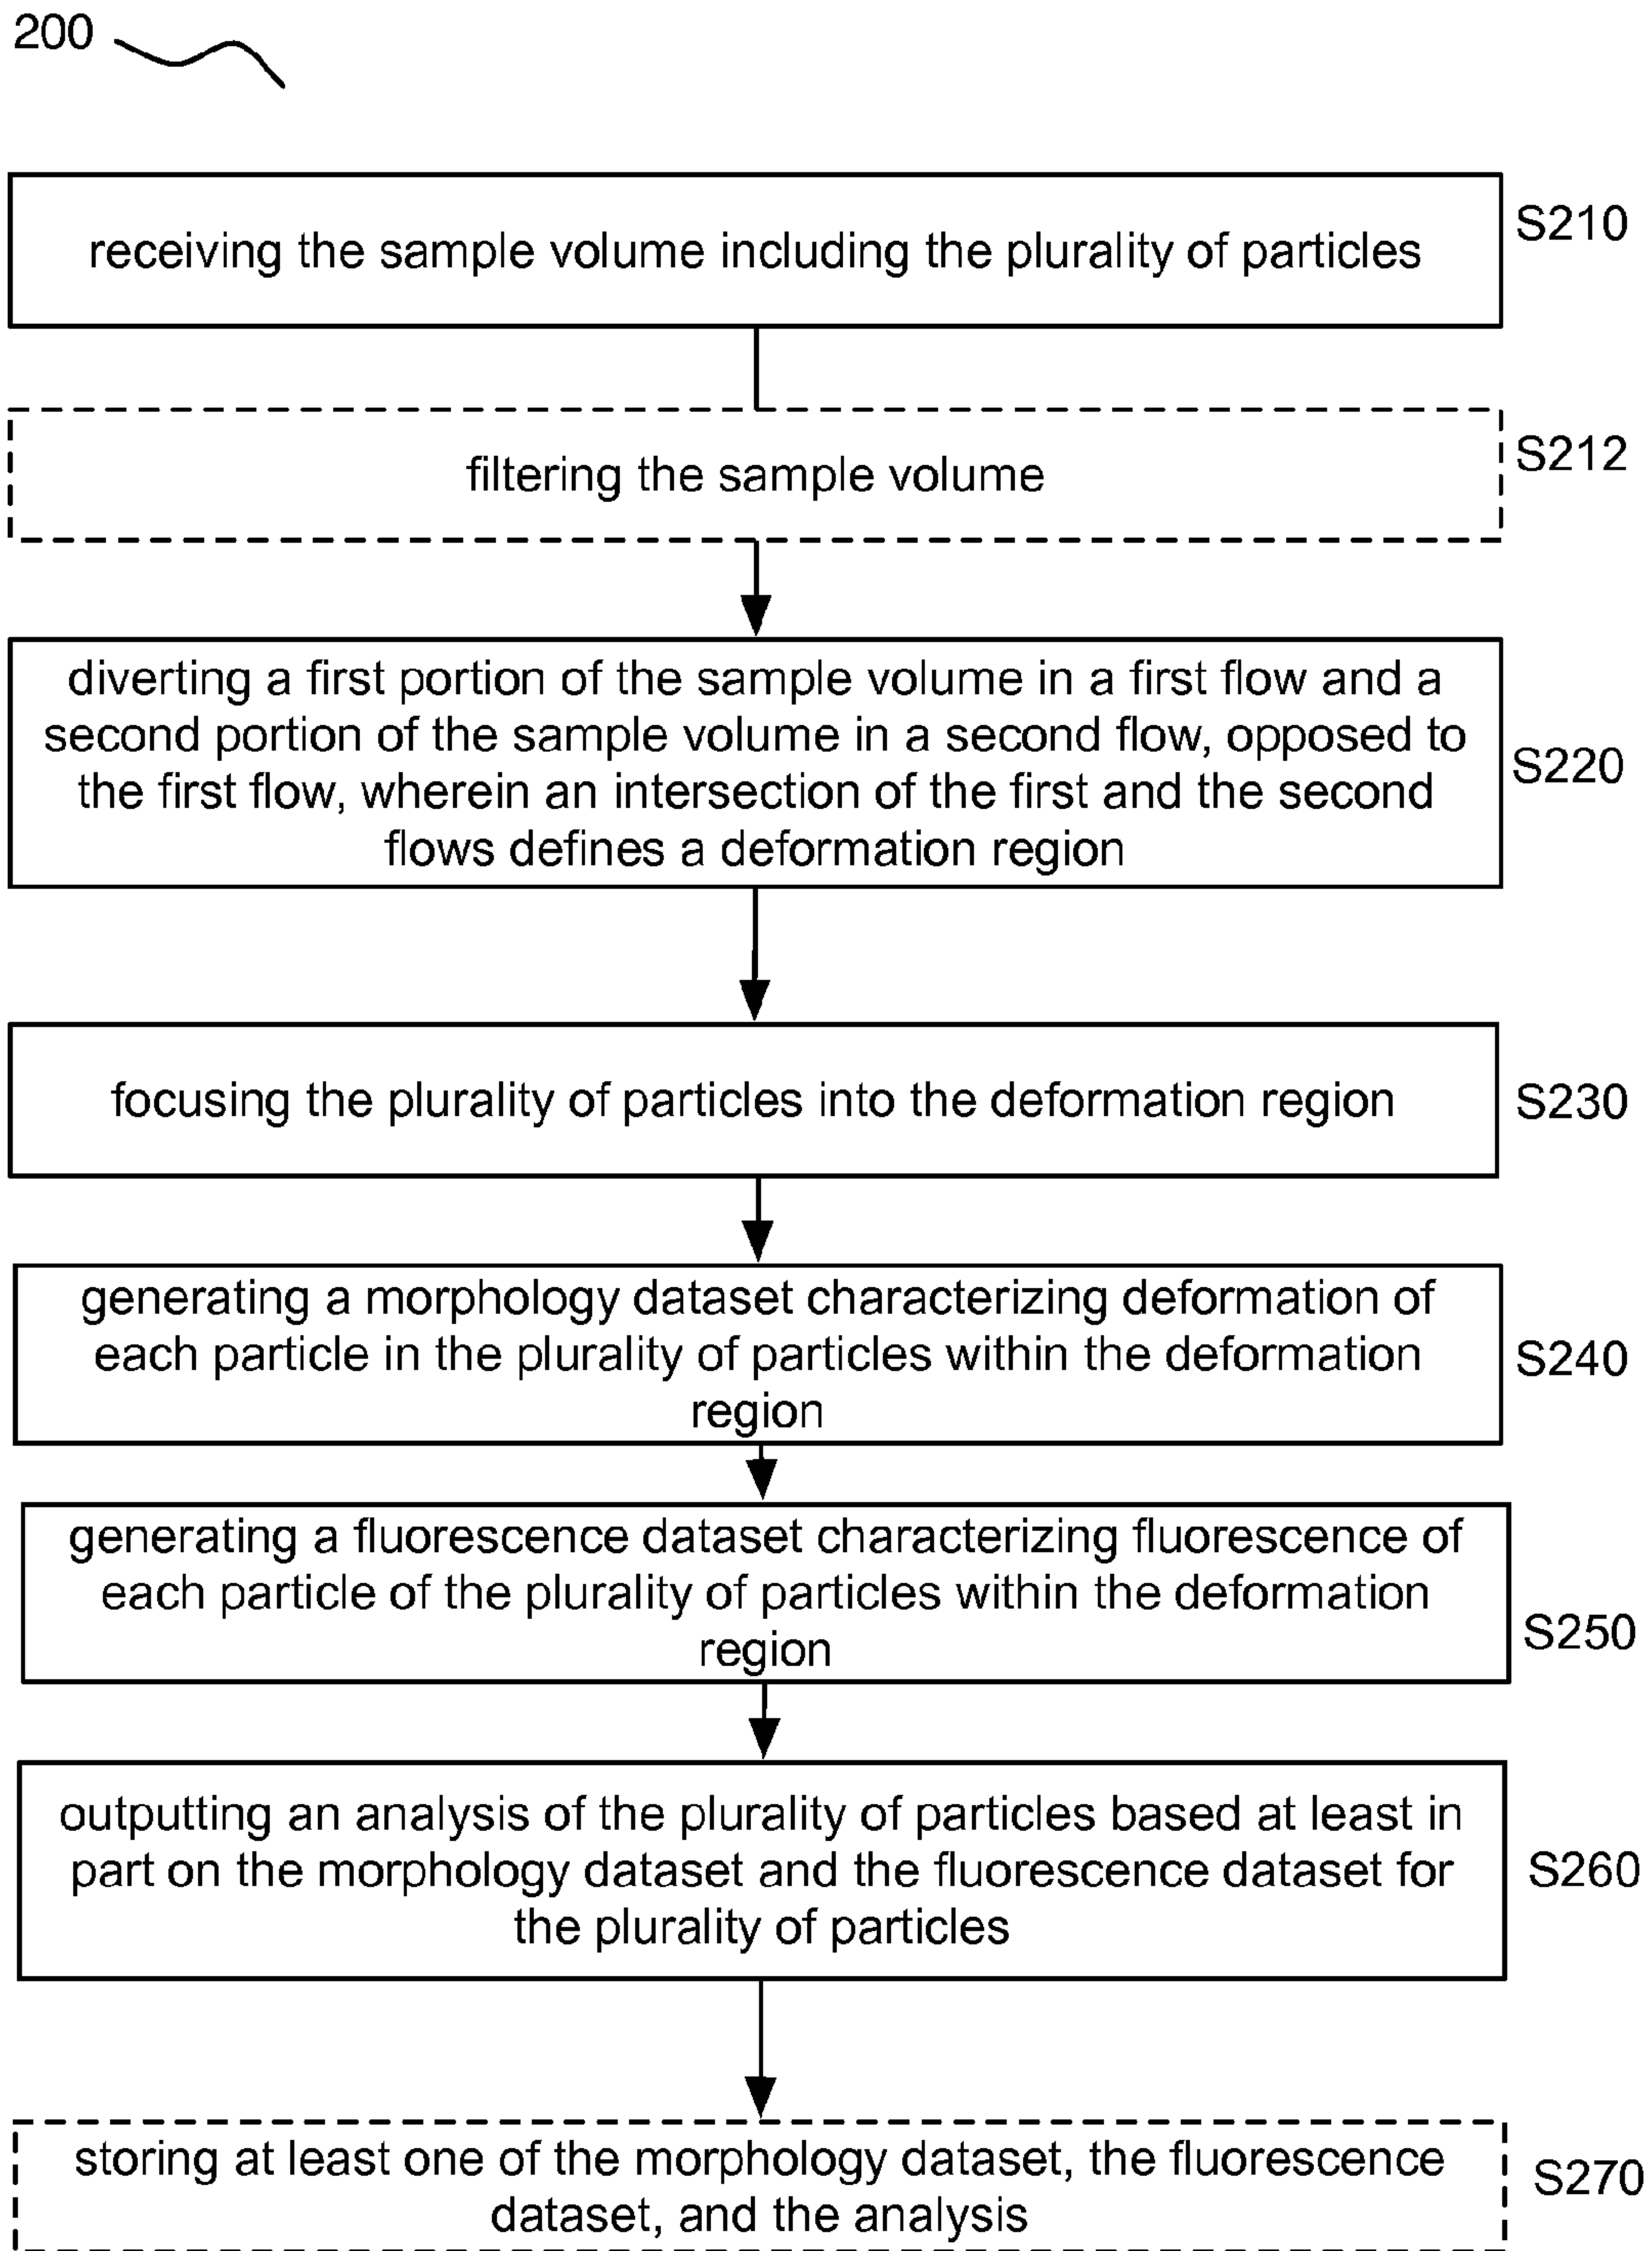 200
receiving the sample volume including the plurality of particles
S210
filtering the sample volume
S212
diverting a first portion of the sample volume in a first flow and a
second portion of the sample volume in a second flow, opposed to
the first flow, wherein an intersection of the first and the second
flows defines a deformation region
S220
focusing the plurality of particles into the deformation region
S230
generating a morphology dataset characterizing deformation of
each particle in the plurality of particles within the deformation
region
S240
generating a fluorescence dataset characterizing fluorescence of
each particle of the plurality of particles within the deformation
region
S250
outputting an analysis of the plurality of particles based at least in
part on the morphology dataset and the fluorescence dataset for
the plurality of particles
S260
storing at least one of the morphology dataset, the fluorescence
dataset, and the analysis
S270